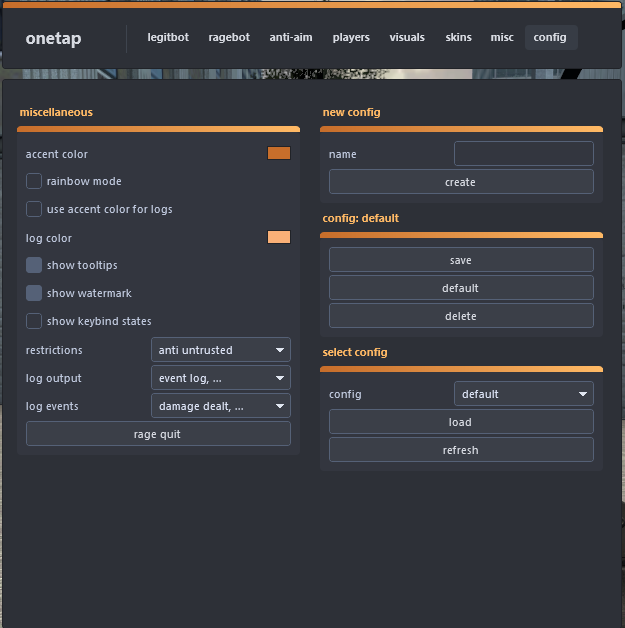 onetap
legitbot ragebot anti-aim players visuals skins misc config
miscellaneous
accent color
rainbow mode
use accent color for logs
log color
show tooltips
show watermark
show keybind states
restrictions anti untrusted
log output event log, ...
log events damage dealt, ...
rage quit
new config
name
create
config: default
save
default
delete
select config
config default
load
refresh